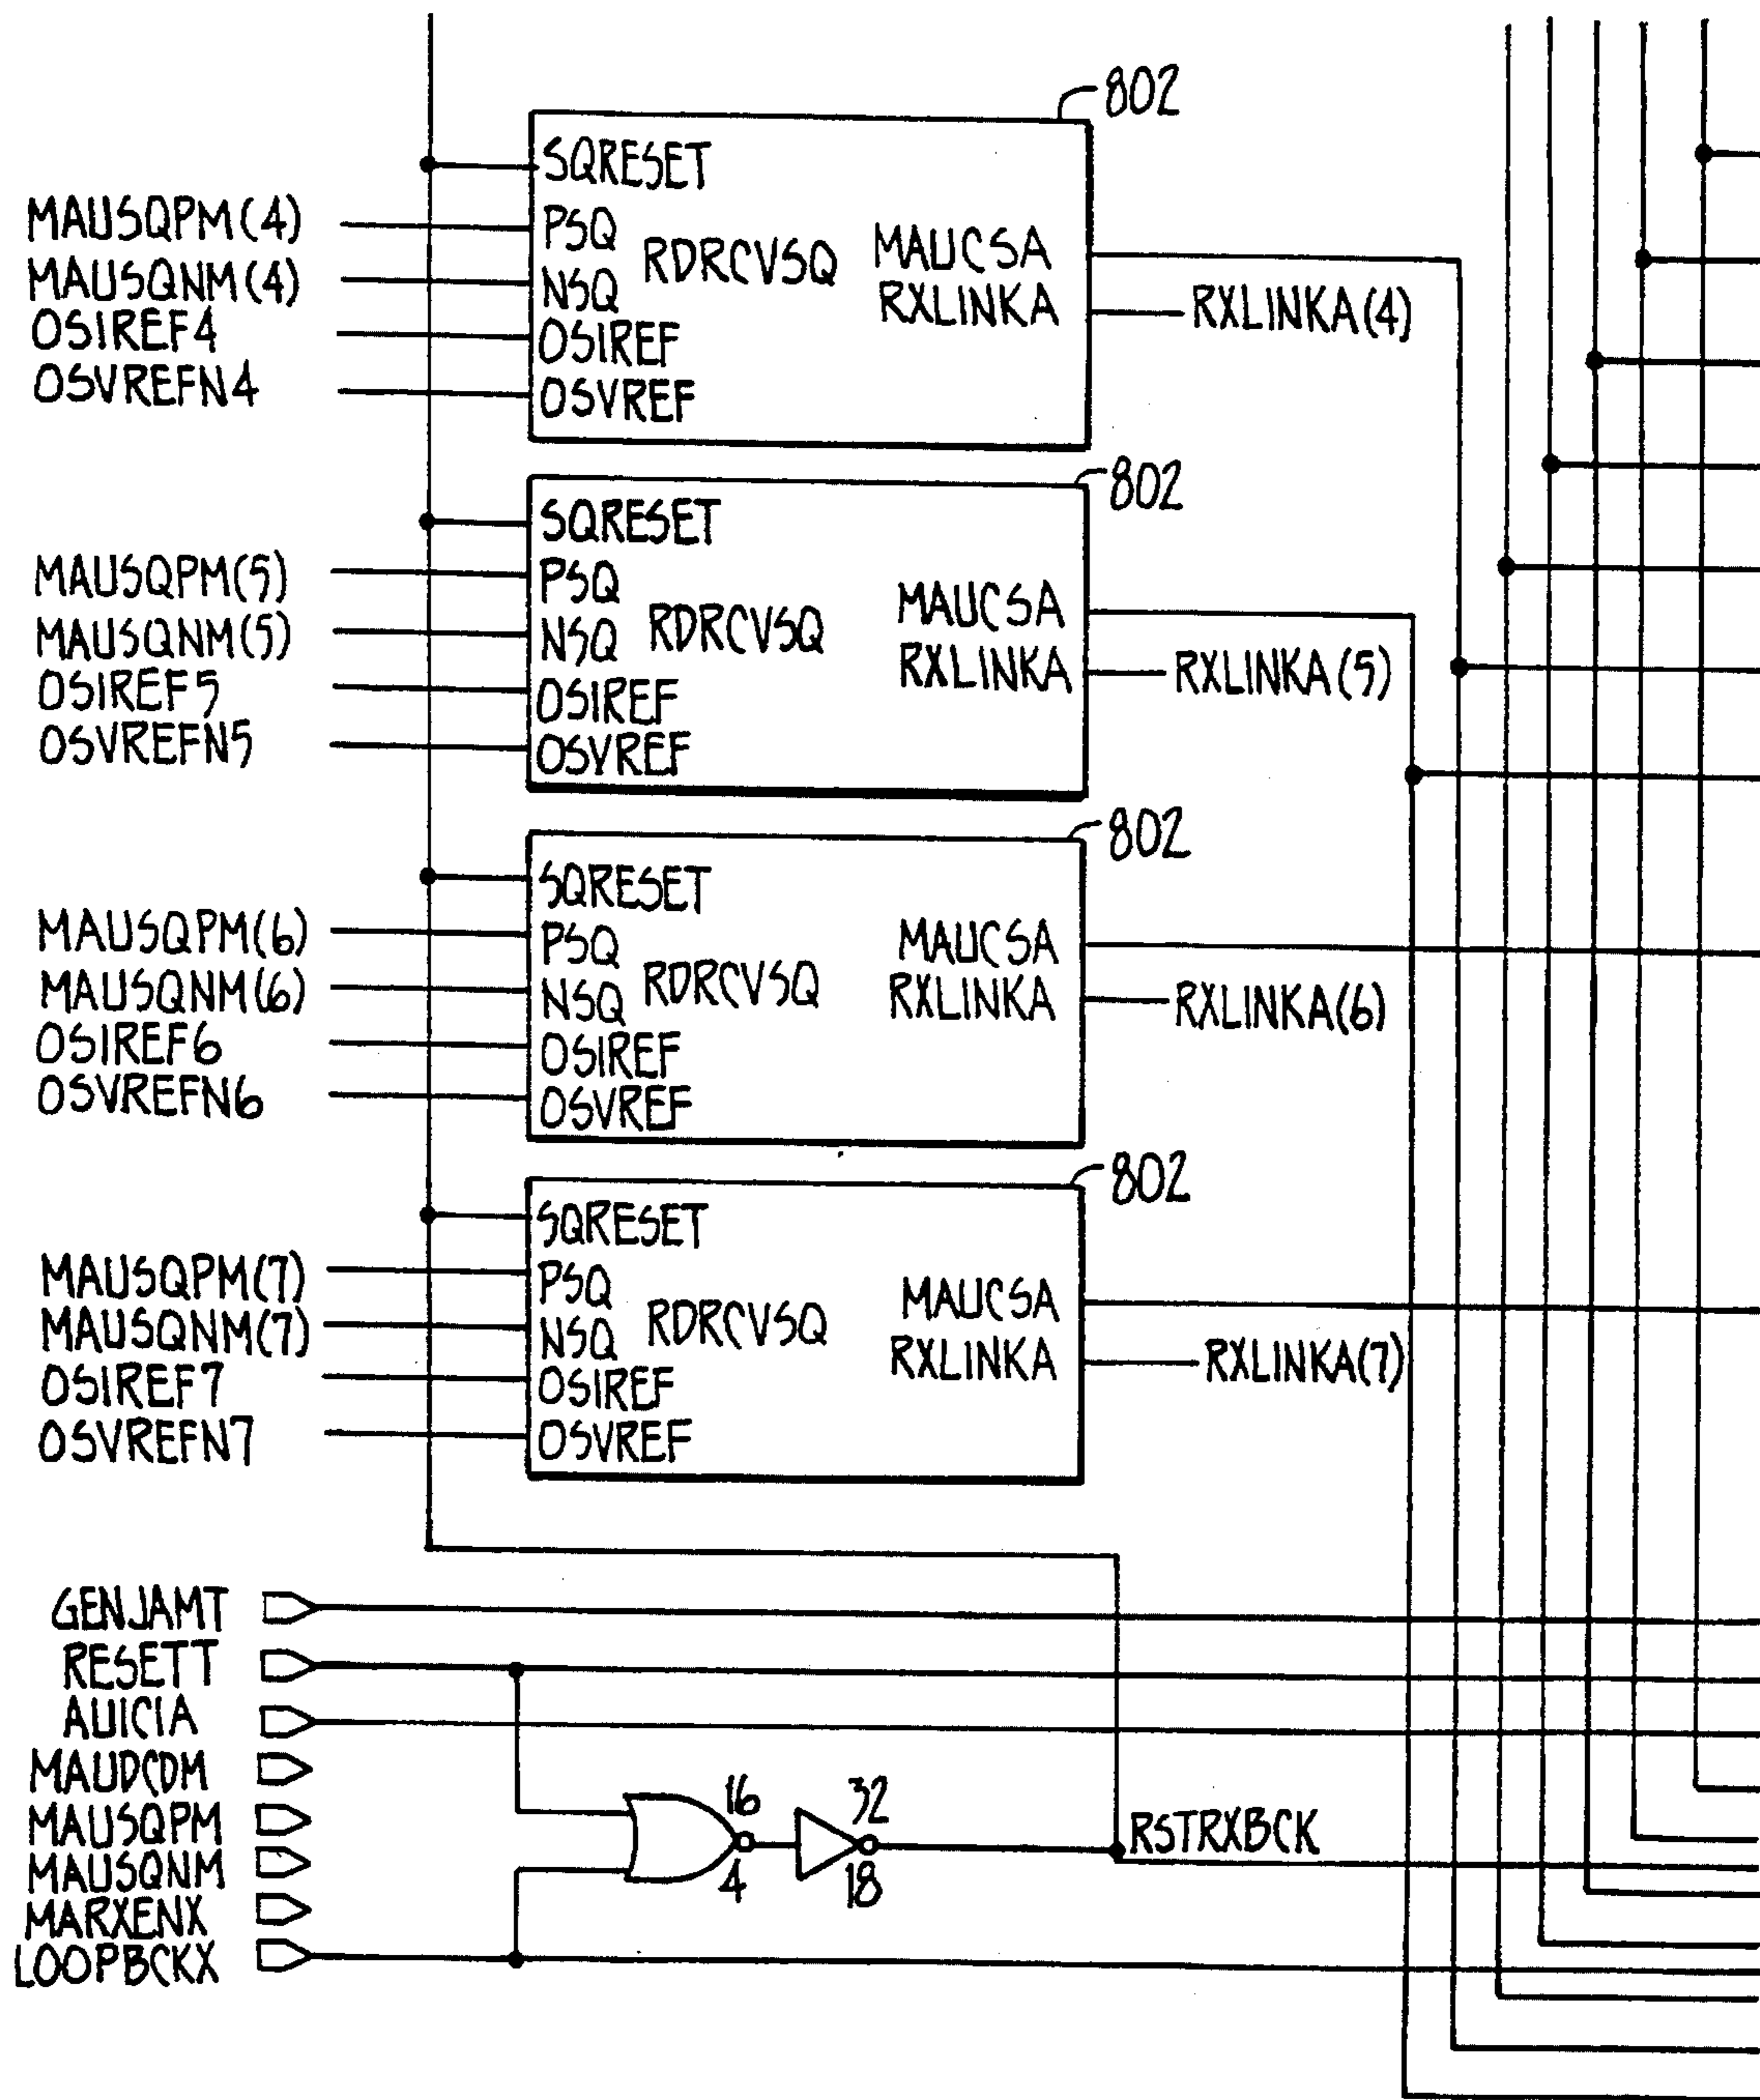 802
SQRESET
MAUSQPM(4) PSQ RDRCVSQ MAUCSA
MAUSQNM(4) NSQ RXLINKA RXLINKA(4)
OSIREF4 OSIREF
OSVREFN4 OSVREF
802
SQRESET
MAUSQPM(5) PSQ MAUCSA
MAUSQNM(5) NSQ RDRCVSQ RXLINKA RXLINKA(5)
OSIREF5 OSIREF
OSVREFN5 OSVREF
802
SQRESET
MAUSQPM(6) PSQ MAUCSA
MAUSQNM(6) NSQ RDRCVSQ RXLINKA RXLINKA(6)
OSIREF6 OSIREF
OSVREFN6 OSVREF
802
SQRESET
MAUSQPM(7) PSQ MAUCSA
MAUSQNM(7) NSQ RDRCVSQ RXLINKA RXLINKA(7)
OSIREF7 OSIREF
OSVREFN7 OSVREF
GENJAMT
RESETT
AUICIA
MAUDCDM
16 32
MAUSQPM RSTRXBCK
MAUSQNM 4 18
MARXENX
LOOPBCKX